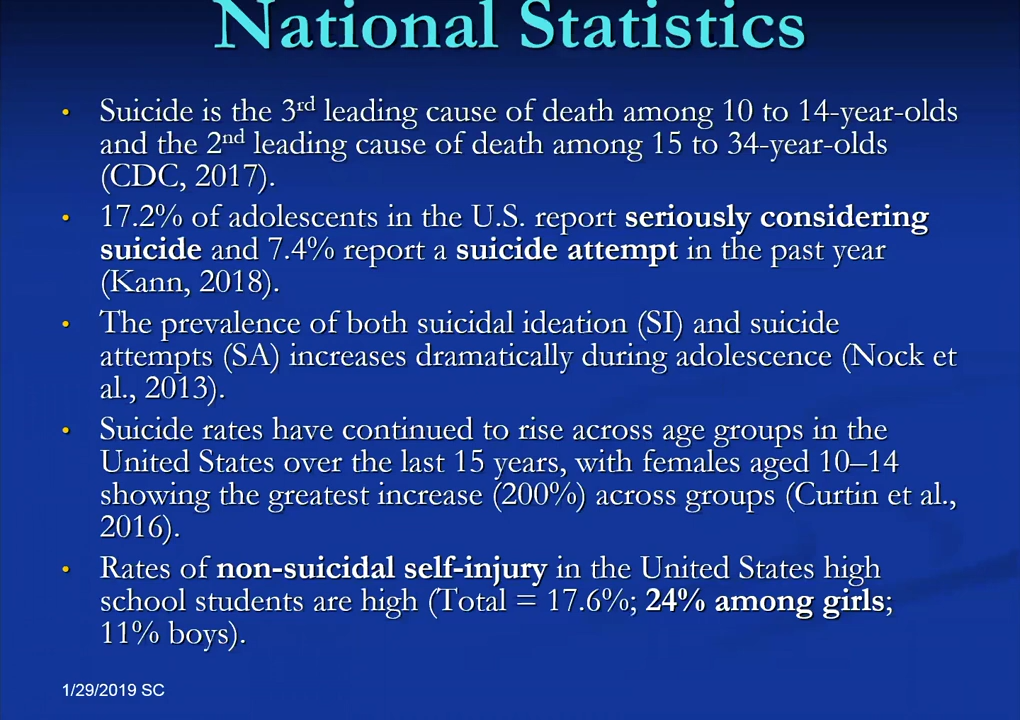 National Statistics
• Suicide is the 3rd leading cause of death among 10 to 14-year-olds
and the 2nd leading cause of death among 15 to 34-year-olds
(CDC, 2017).
• 17.2% of adolescents in the U.S. report seriously considering
suicide and 7.4% report a suicide attempt in the past year
(Kann, 2018).
• The prevalence of both suicidal ideation (SI) and suicide
attempts (SA) increases dramatically during adolescence (Nock et
al., 2013).
• Suicide rates have continued to rise across age groups in the
United States over the last 15 years, with females aged 10–14
showing the greatest increase (200%) across groups (Curtin et al.,
2016).
• Rates of non-suicidal self-injury in the United States high
school students are high (Total = 17.6%; 24% among girls;
11% boys).
1/29/2019 SC